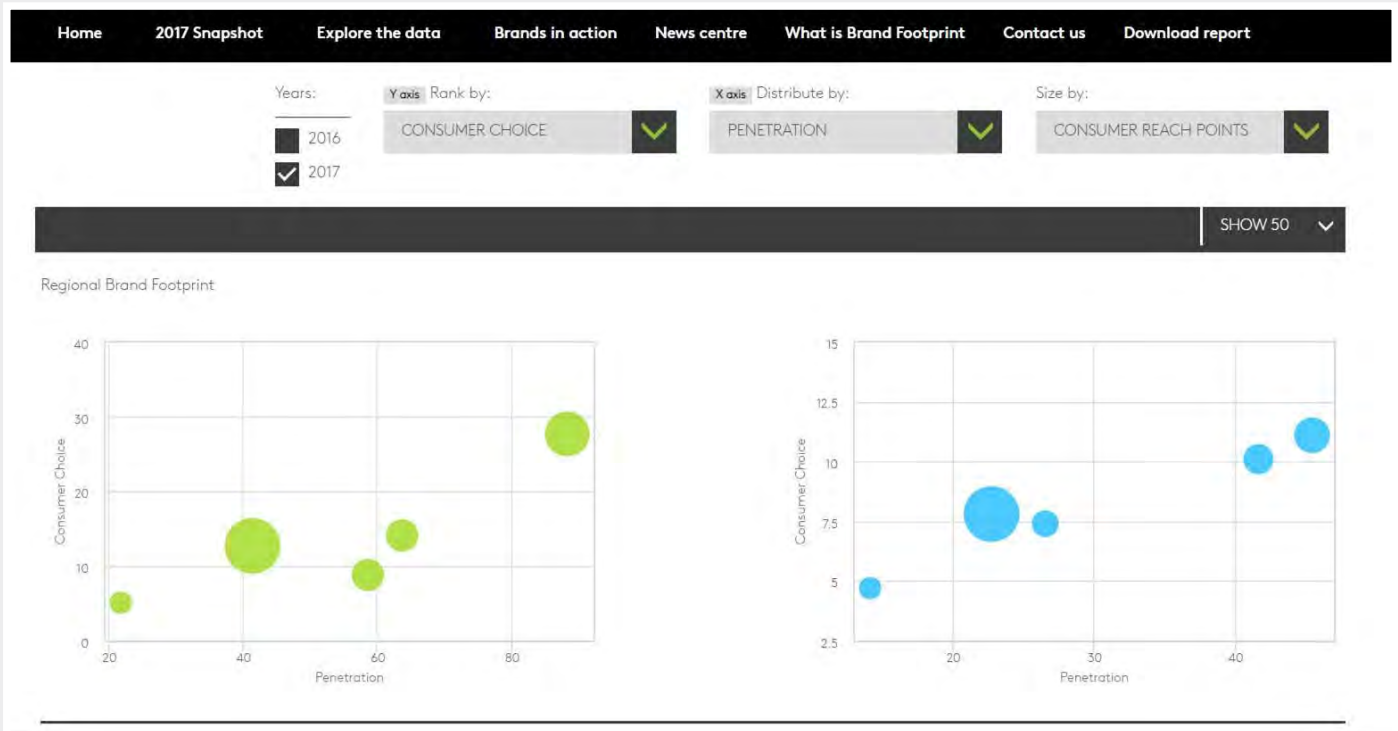 Home 2017 Snapshot Explore the data Brands in action News centre What is Brand Footprint Contact us Download report
Years:
2016
2017
Y axis Rank by:
CONSUMER CHOICE
X axis Distribute by:
PENETRATION
Size by:
CONSUMER REACH POINTS
SHOW 50
Regional Brand Footprint
Consumer Choice
40
30
20
10
0
20 40 60 80
Penetration
Consumer Choice
15
12.5
10
7.5
5
2.5
20 30 40
Penetration